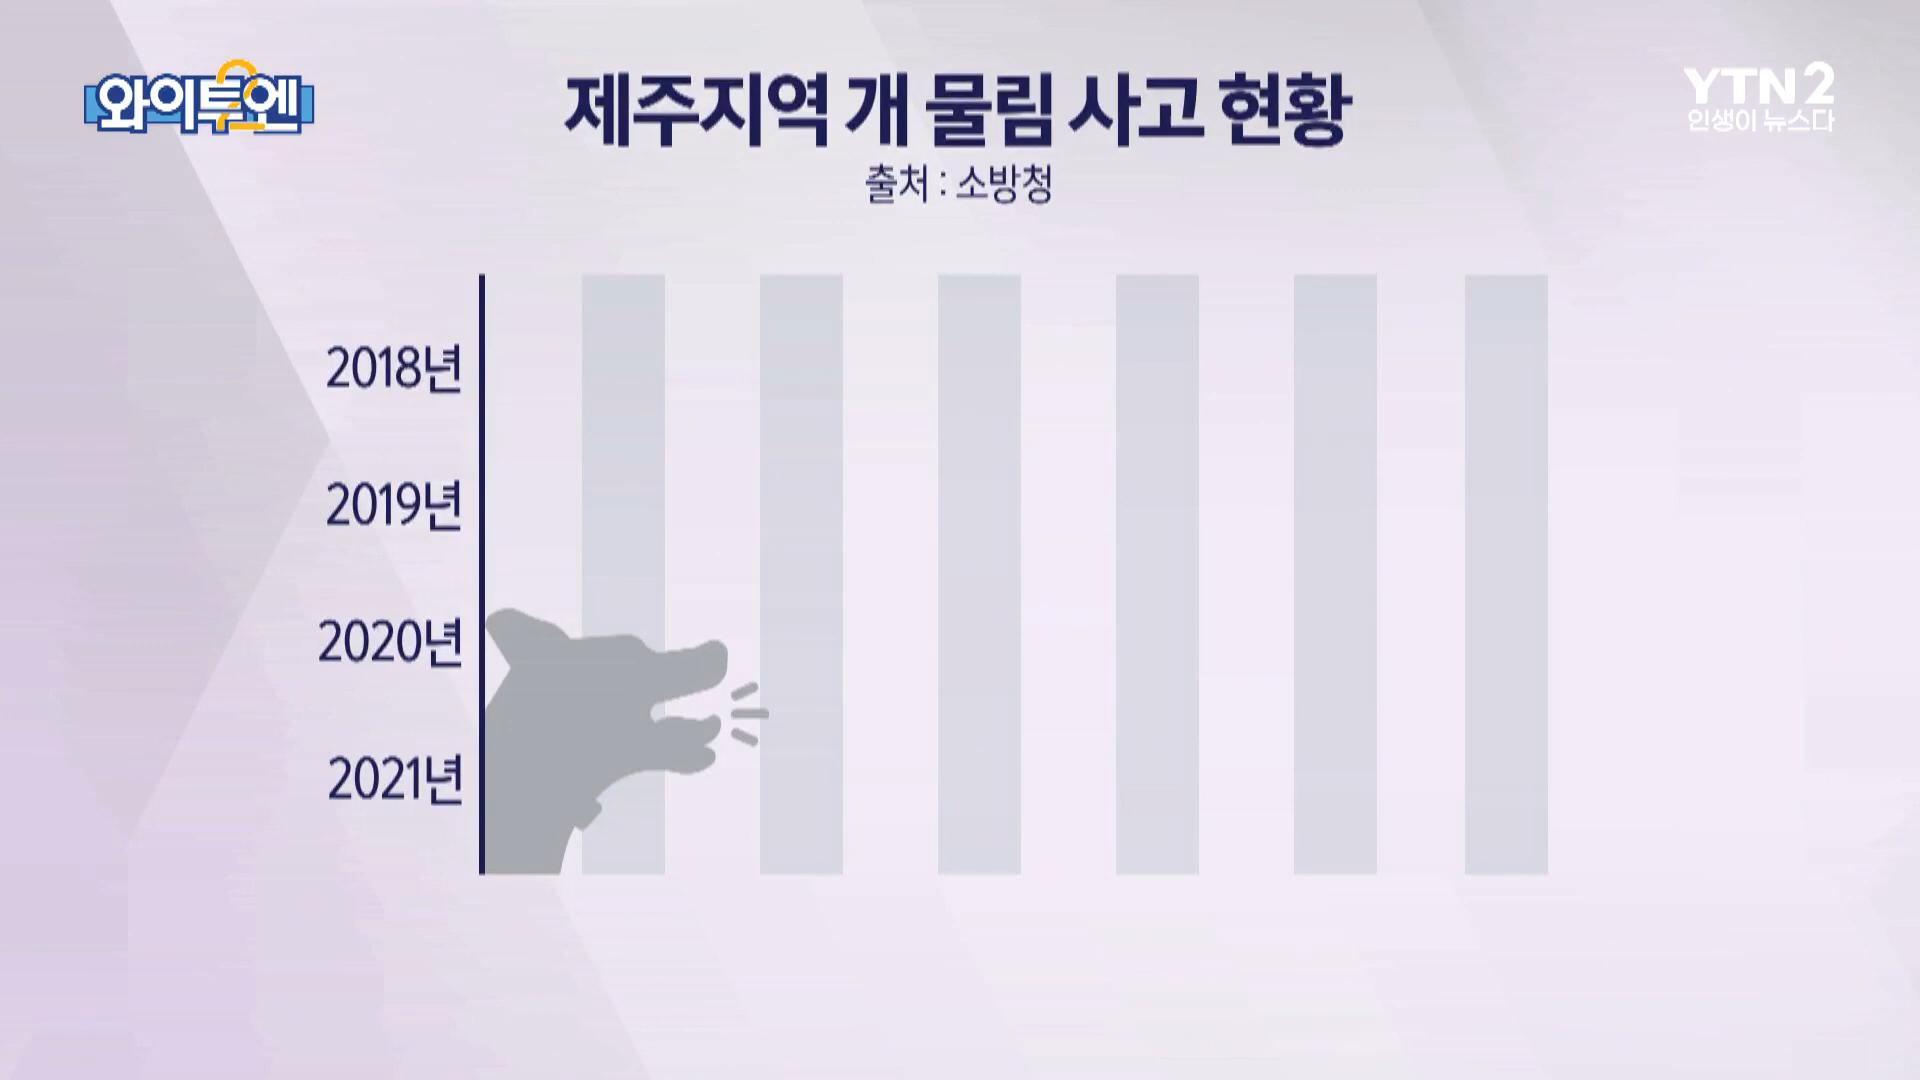 와이투엔
제주지역 개 물림 사고 현황
YTN2
인생이 뉴스다
출처 : 소방청
2018년
2019년
2020년
2021년